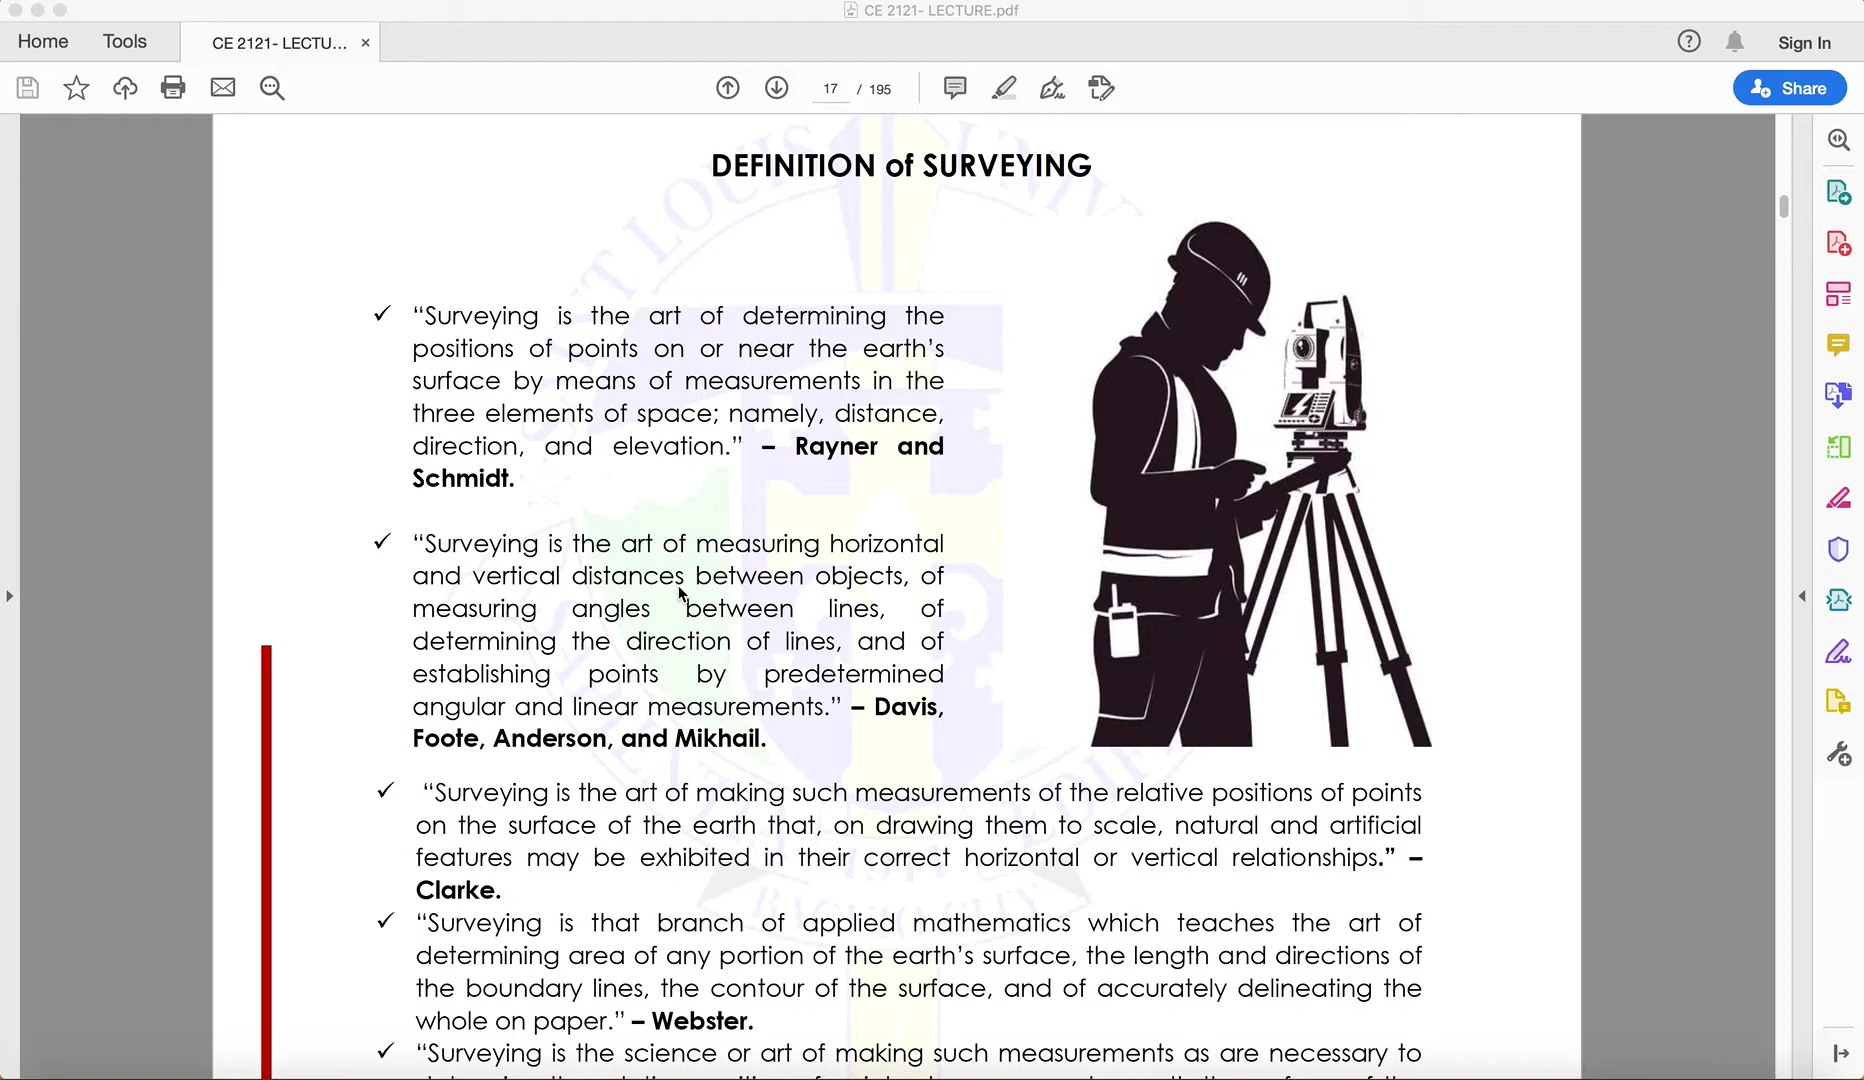 CE 2121- LECTURE.pdf
Home Tools CE 2121- LECTU... × Sign In
17 / 195 Share
DEFINITION of SURVEYING
✓ “Surveying is the art of determining the
positions of points on or near the earth’s
surface by means of measurements in the
three elements of space; namely, distance,
direction, and elevation.” – Rayner and
Schmidt.
✓ “Surveying is the art of measuring horizontal
and vertical distances between objects, of
measuring angles between lines, of
determining the direction of lines, and of
establishing points by predetermined
angular and linear measurements.” – Davis,
Foote, Anderson, and Mikhail.
✓ “Surveying is the art of making such measurements of the relative positions of points
on the surface of the earth that, on drawing them to scale, natural and artificial
features may be exhibited in their correct horizontal or vertical relationships.” –
Clarke.
✓ “Surveying is that branch of applied mathematics which teaches the art of
determining area of any portion of the earth’s surface, the length and directions of
the boundary lines, the contour of the surface, and of accurately delineating the
whole on paper.” – Webster.
✓ “Surveying is the science or art of making such measurements as are necessary to